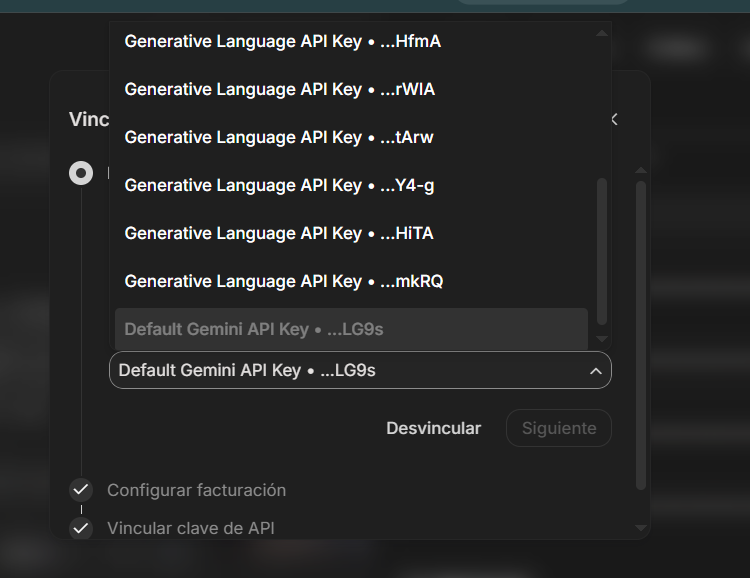 Generative Language API Key • ...HfmA
Generative Language API Key • ...rWIA
Vinc
Generative Language API Key • ...tArw
Generative Language API Key • ...Y4-g
Generative Language API Key • ...HiTA
Generative Language API Key • ...mkRQ
Default Gemini API Key • ...LG9s
Default Gemini API Key • ...LG9s
Desvincular
Siguiente
Configurar facturación
Vincular clave de API